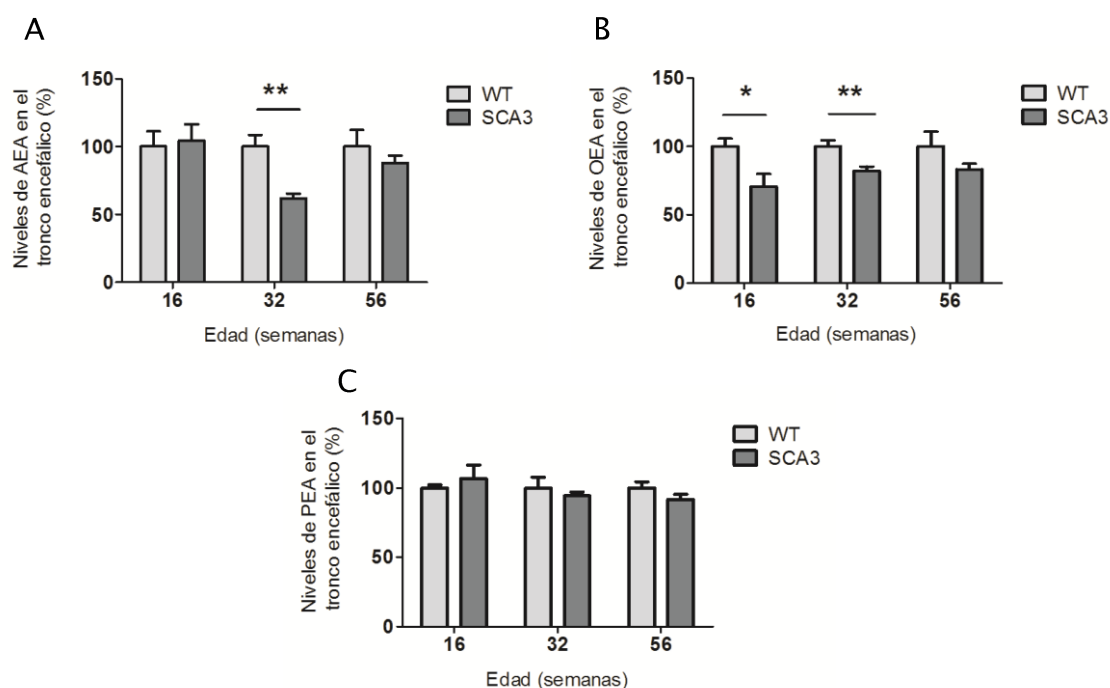 A
Niveles de AEA en el
tronco encefálico (%)
150
100
50
0
**
WT
SCA3
16 32 56
Edad (semanas)
B
Niveles de OEA en el
tronco encefálico (%)
150
100
50
0
* **
WT
SCA3
16 32 56
Edad (semanas)
C
Niveles de PEA en el
tronco encefálico (%)
150
100
50
0
WT
SCA3
16 32 56
Edad (semanas)